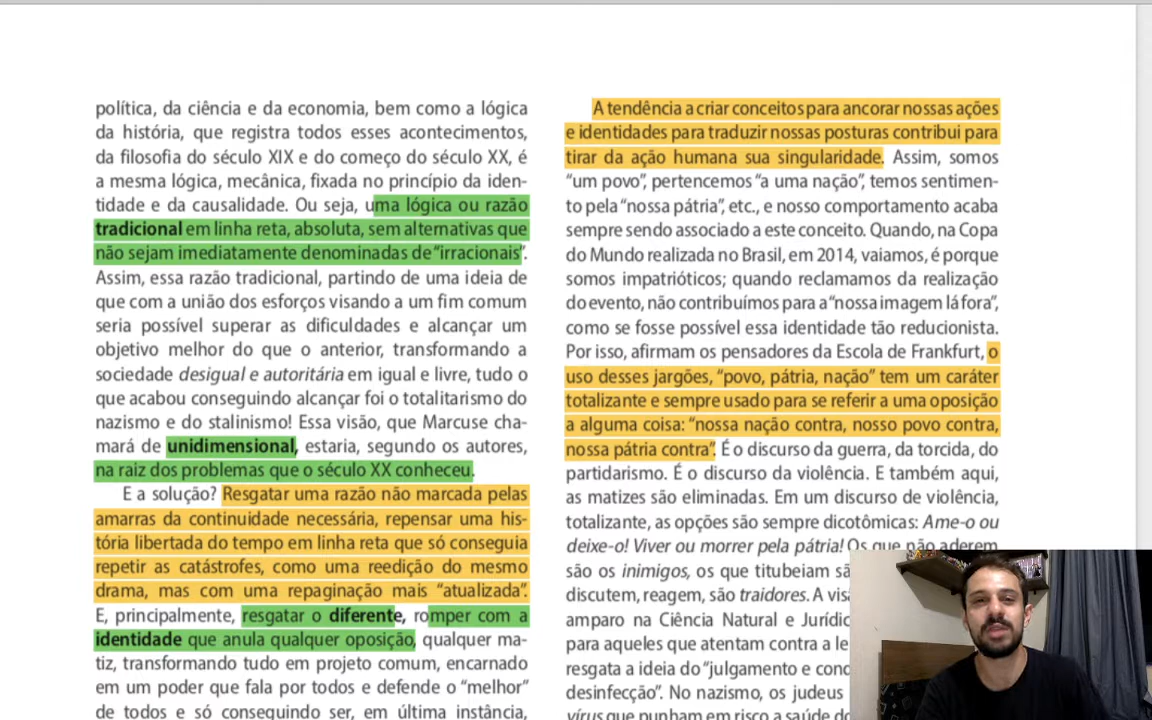 política, da ciência e da economia, bem como a lógica
da história, que registra todos esses acontecimentos,
da filosofia do século XIX e do começo do século XX, é
a mesma lógica, mecânica, fixada no princípio da iden-
tidade e da causalidade. Ou seja, uma lógica ou razão
tradicional em linha reta, absoluta, sem alternativas que
não sejam imediatamente denominadas de “irracionais”.
Assim, essa razão tradicional, partindo de uma ideia de
que com a união dos esforços visando a um fim comum
seria possível superar as dificuldades e alcançar um
objetivo melhor do que o anterior, transformando a
sociedade desigual e autoritária em igual e livre, tudo o
que acabou conseguindo alcançar foi o totalitarismo do
nazismo e do stalinismo! Essa visão, que Marcuse cha-
mará de unidimensional, estaria, segundo os autores,
na raiz dos problemas que o século XX conheceu.
E a solução? Resgatar uma razão não marcada pelas
amarras da continuidade necessária, repensar uma his-
tória libertada do tempo em linha reta que só conseguia
repetir as catástrofes, como uma reedição do mesmo
drama, mas com uma repaginação mais “atualizada”.
E, principalmente, resgatar o diferente, romper com a
identidade que anula qualquer oposição, qualquer ma-
tiz, transformando tudo em projeto comum, encarnado
em um poder que fala por todos e defende o “melhor”
de todos e só conseguindo ser, em última instância,
A tendência a criar conceitos para ancorar nossas ações
e identidades para traduzir nossas posturas contribui para
tirar da ação humana sua singularidade. Assim, somos
“um povo”, pertencemos “a uma nação”, temos sentimen-
to pela “nossa pátria”, etc., e nosso comportamento acaba
sempre sendo associado a este conceito. Quando, na Copa
do Mundo realizada no Brasil, em 2014, vaiamos, é porque
somos impatrióticos; quando reclamamos da realização
do evento, não contribuímos para a “nossa imagem lá fora”,
como se fosse possível essa identidade tão reducionista.
Por isso, afirmam os pensadores da Escola de Frankfurt, o
uso desses jargões, “povo, pátria, nação” tem um caráter
totalizante e sempre usado para se referir a uma oposição
a alguma coisa: “nossa nação contra, nosso povo contra,
nossa pátria contra”. É o discurso da guerra, da torcida, do
partidarismo. É o discurso da violência. E também aqui,
as matizes são eliminadas. Em um discurso de violência,
totalizante, as opções são sempre dicotômicas: Ame-o ou
deixe-o! Viver ou morrer pela pátria! Os que não aderem
são os inimigos, os que titubeiam
discutem, reagem, são traidores. A
amparo na Ciência Natural e
para aqueles que atentam contra a
resgata a ideia do “julgamento e
desinfecção”. No nazismo, os judeus
vírus que punham em risco a saúde